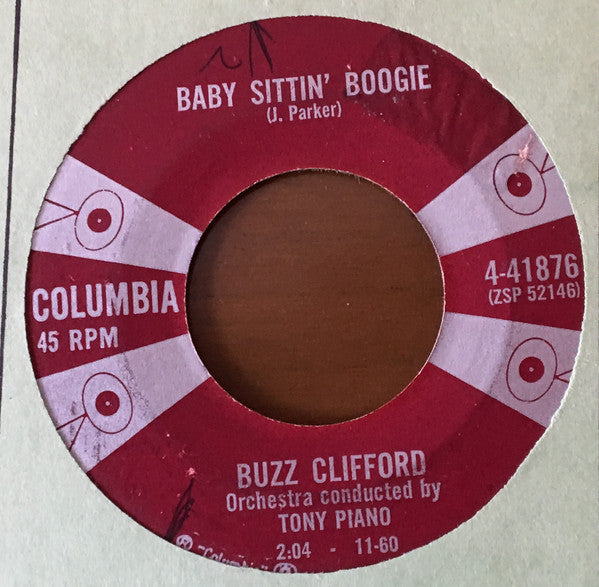 BABY SITTIN' BOOGIE
(J. Parker)
4-41876
(ZSP 52146)
COLUMBIA
45 RPM
BUZZ CLIFFORD
Orchestra conducted by
TONY PIANO
2:04 - 11-60
® "Columbia" ®